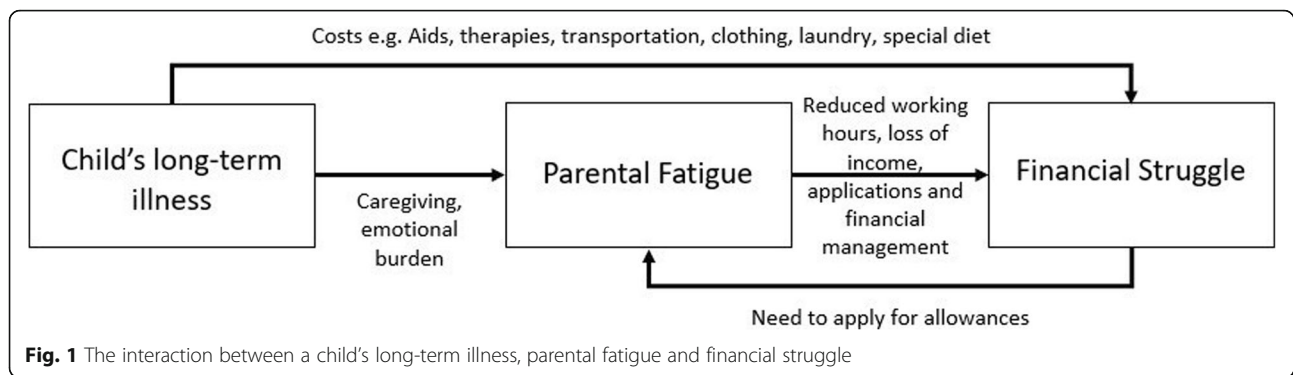 Costs e.g. Aids, therapies, transportation, clothing, laundry, special diet
Child's long-term
illness
Caregiving,
emotional
burden
Parental Fatigue
Reduced working
hours, loss of
income,
applications and
financial
management
Financial Struggle
Need to apply for allowances
Fig. 1 The interaction between a child's long-term illness, parental fatigue and financial struggle